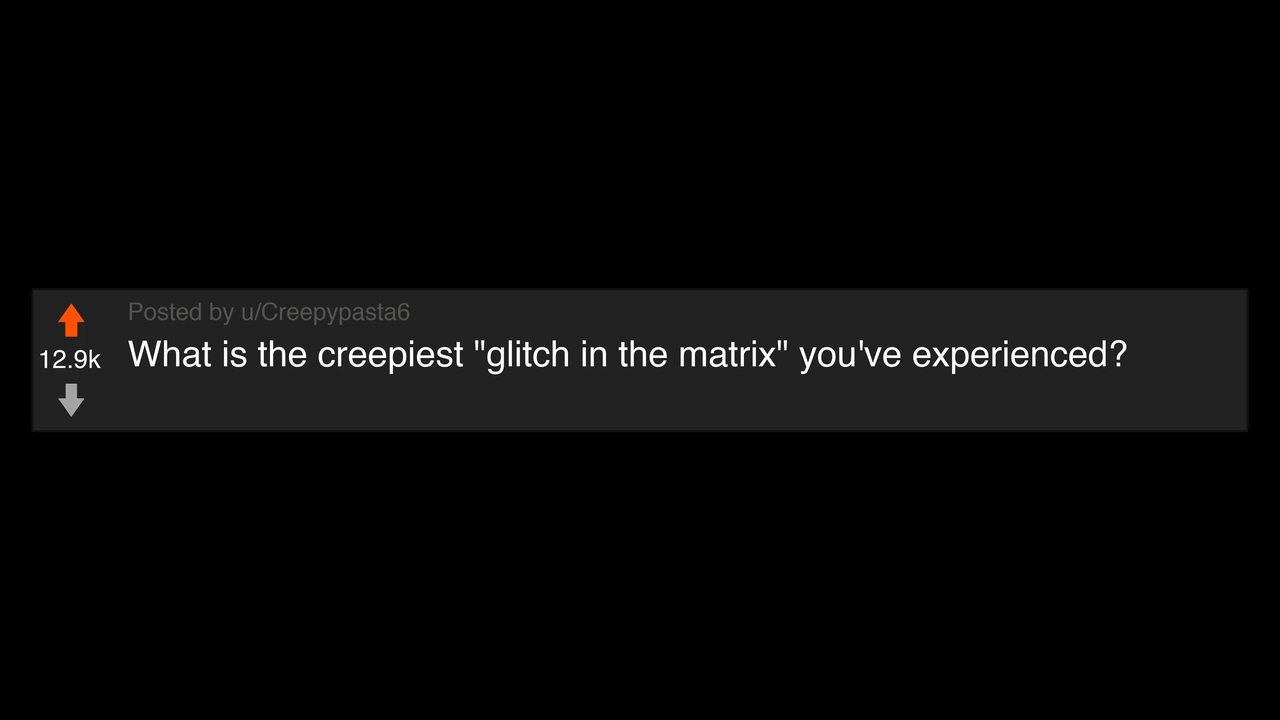 Posted by u/Creepypasta6
12.9k
What is the creepiest "glitch in the matrix" you've experienced?